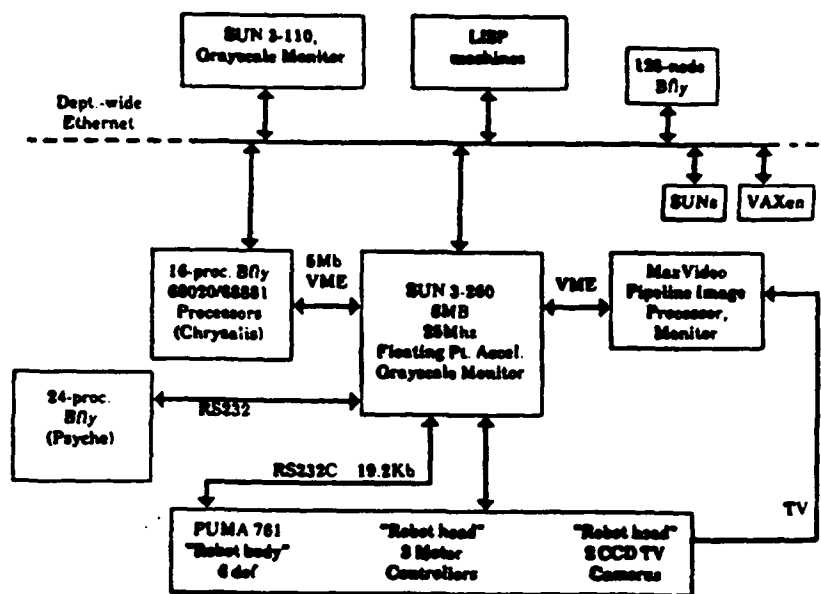 SUN 3-110,
Grayscale Monitor
LISP
machines
128-node
Bfly
Dept.-wide
Ethernet
SUNs
VAXen
16-proc. Bfly
68020/68881
Processors
(Chrysalis)
5Mb
VME
SUN 3-260
8MB
25Mhz
Floating Pt. Accel.
Grayscale Monitor
VME
MaxVideo
Pipeline Image
Processor,
Monitor
24-proc.
Bfly
(Psyche)
RS232
RS232C 19.2Kb
TV
PUMA 761
"Robot body"
6 dof
"Robot head"
3 Motor
Controllers
"Robot head"
2 CCD TV
Cameras